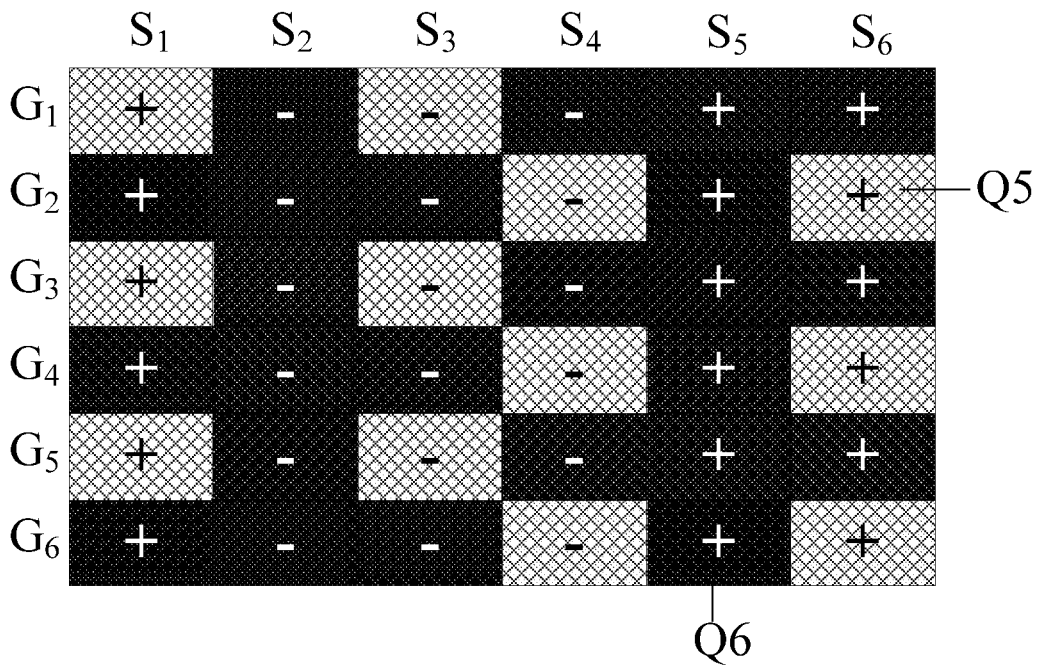 S₁ S₂ S₃ S₄ S₅ S₆
G₁ + - - - + +
G₂ + - - - + + Q5
G₃ + - - - + +
G₄ + - - - + +
G₅ + - - - + +
G₆ + - - - + +
Q6